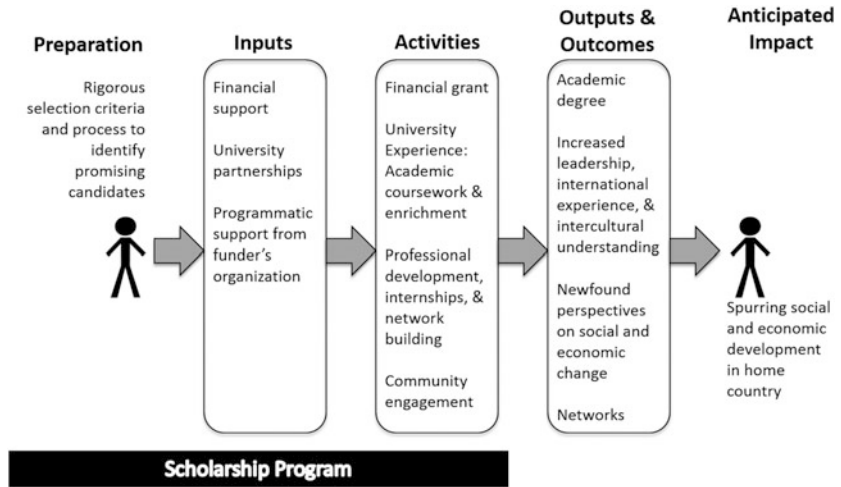 Preparation
Rigorous
selection criteria
and process to
identify
promising
candidates
Inputs
Financial
support
University
partnerships
Programmatic
support from
funder's
organization
Activities
Financial grant
University
Experience:
Academic
coursework &
enrichment
Professional
development,
internships, &
network
building
Community
engagement
Outputs &
Outcomes
Academic
degree
Increased
leadership,
international
experience, &
intercultural
understanding
Newfound
perspectives
on social and
economic
change
Networks
Anticipated
Impact
Spurring social
and economic
development
in home
country
Scholarship Program